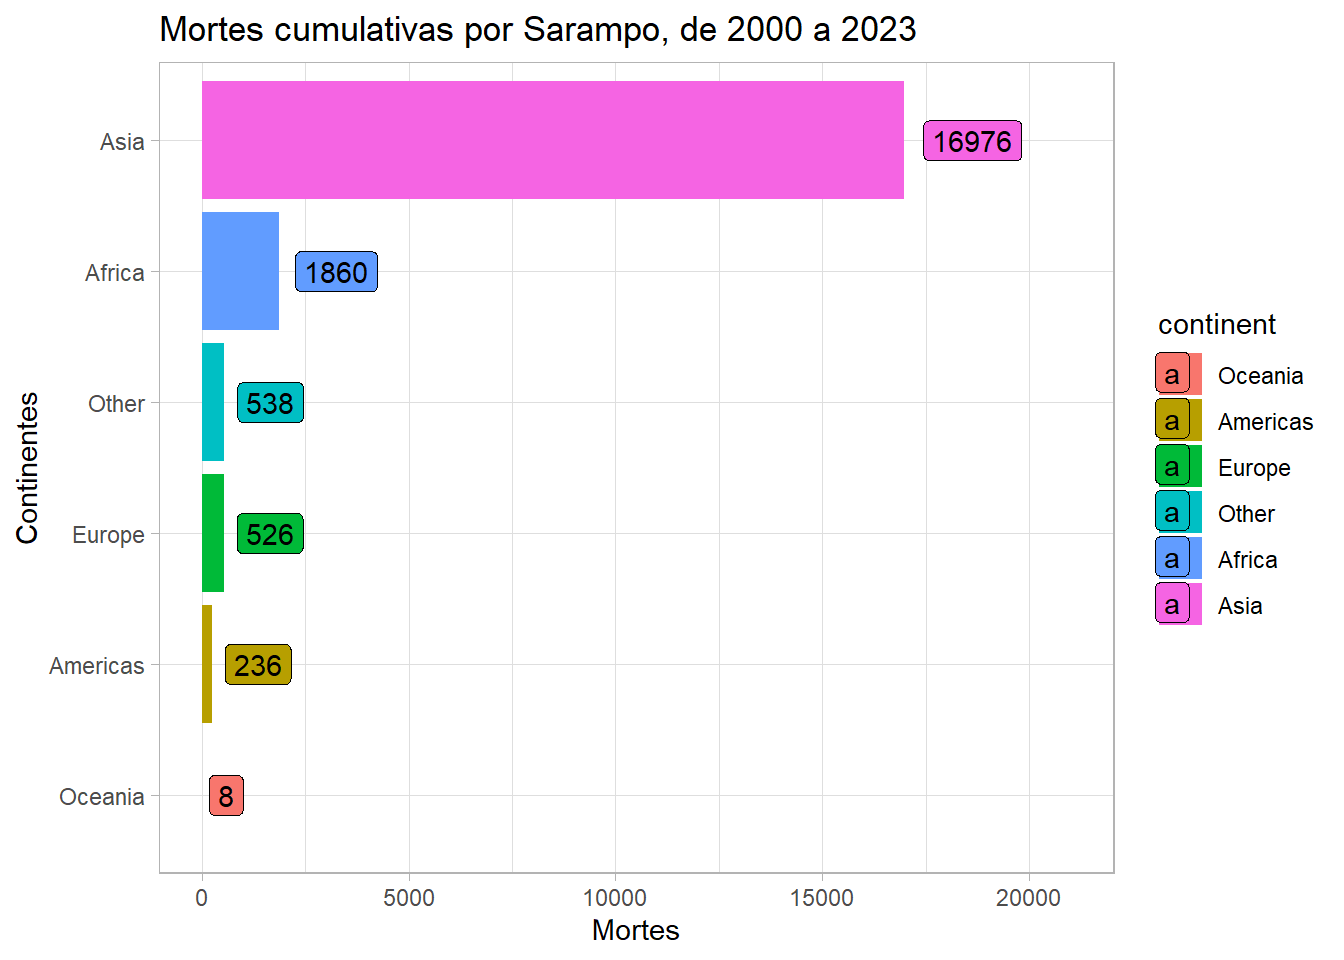 Mortes cumulativas por Sarampo, de 2000 a 2023
Continentes
Asia
16976
Africa
1860
Other
538
Europe
526
Americas
236
Oceania
8
0 5000 10000 15000 20000
Mortes
continent
a Oceania
a Americas
a Europe
a Other
a Africa
a Asia